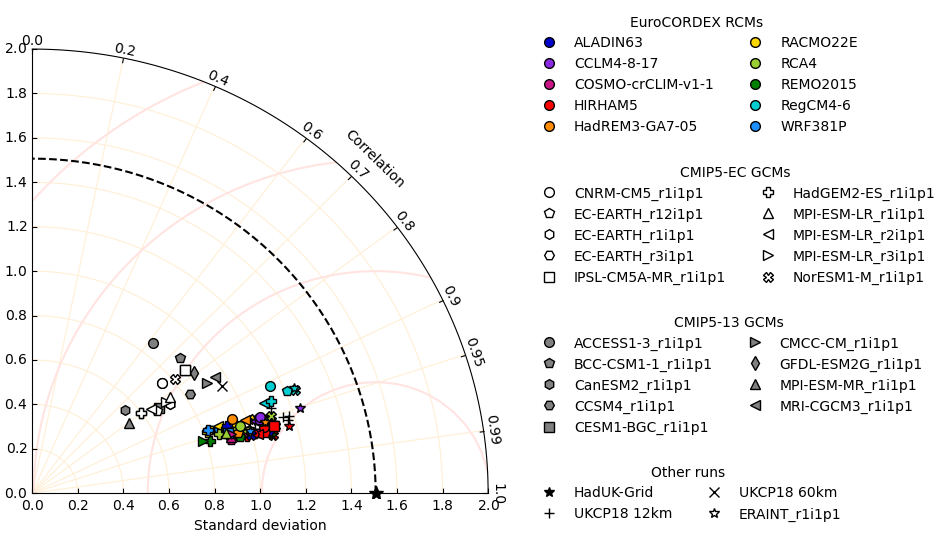 EuroCORDEX RCMs
ALADIN63
CCLM4-8-17
COSMO-crCLIM-v1-1
HIRHAM5
HadREM3-GA7-05
RACMO22E
RCA4
REMO2015
RegCM4-6
WRF381P
CMIP5-EC GCMs
CNRM-CM5_r1i1p1
EC-EARTH_r12i1p1
EC-EARTH_r1i1p1
EC-EARTH_r3i1p1
IPSL-CM5A-MR_r1i1p1
HadGEM2-ES_r1i1p1
MPI-ESM-LR_r1i1p1
MPI-ESM-LR_r2i1p1
MPI-ESM-LR_r3i1p1
NorESM1-M_r1i1p1
CMIP5-13 GCMs
ACCESS1-3_r1i1p1
BCC-CSM1-1_r1i1p1
CanESM2_r1i1p1
CCSM4_r1i1p1
CESM1-BGC_r1i1p1
CMCC-CM_r1i1p1
GFDL-ESM2G_r1i1p1
MPI-ESM-MR_r1i1p1
MRI-CGCM3_r1i1p1
Other runs
HadUK-Grid
UKCP18 12km
UKCP18 60km
ERAINT_r1i1p1
2.0
1.8
1.6
1.4
1.2
1.0
0.8
0.6
0.4
0.2
0.0
0.0
0.2
0.4
0.6
0.7
0.8
0.9
0.95
0.99
1.0
Correlation
0.0
0.2
0.4
0.6
0.8
1.0
1.2
1.4
1.6
1.8
2.0
Standard deviation